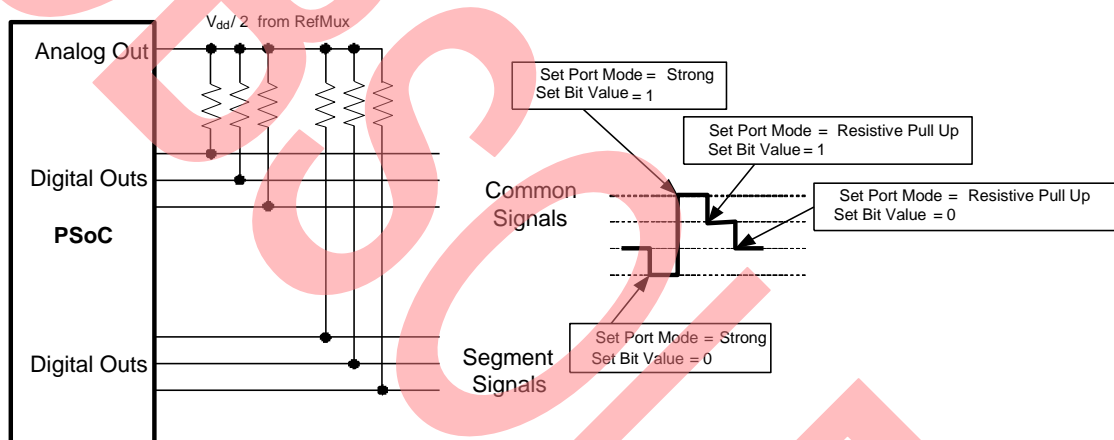 V_dd / 2 from RefMux
Analog Out
Digital Outs
PSoC
Digital Outs
Common
Signals
Segment
Signals
Set Port Mode = Strong
Set Bit Value = 1
Set Port Mode = Resistive Pull Up
Set Bit Value = 1
Set Port Mode = Resistive Pull Up
Set Bit Value = 0
Set Port Mode = Strong
Set Bit Value = 0